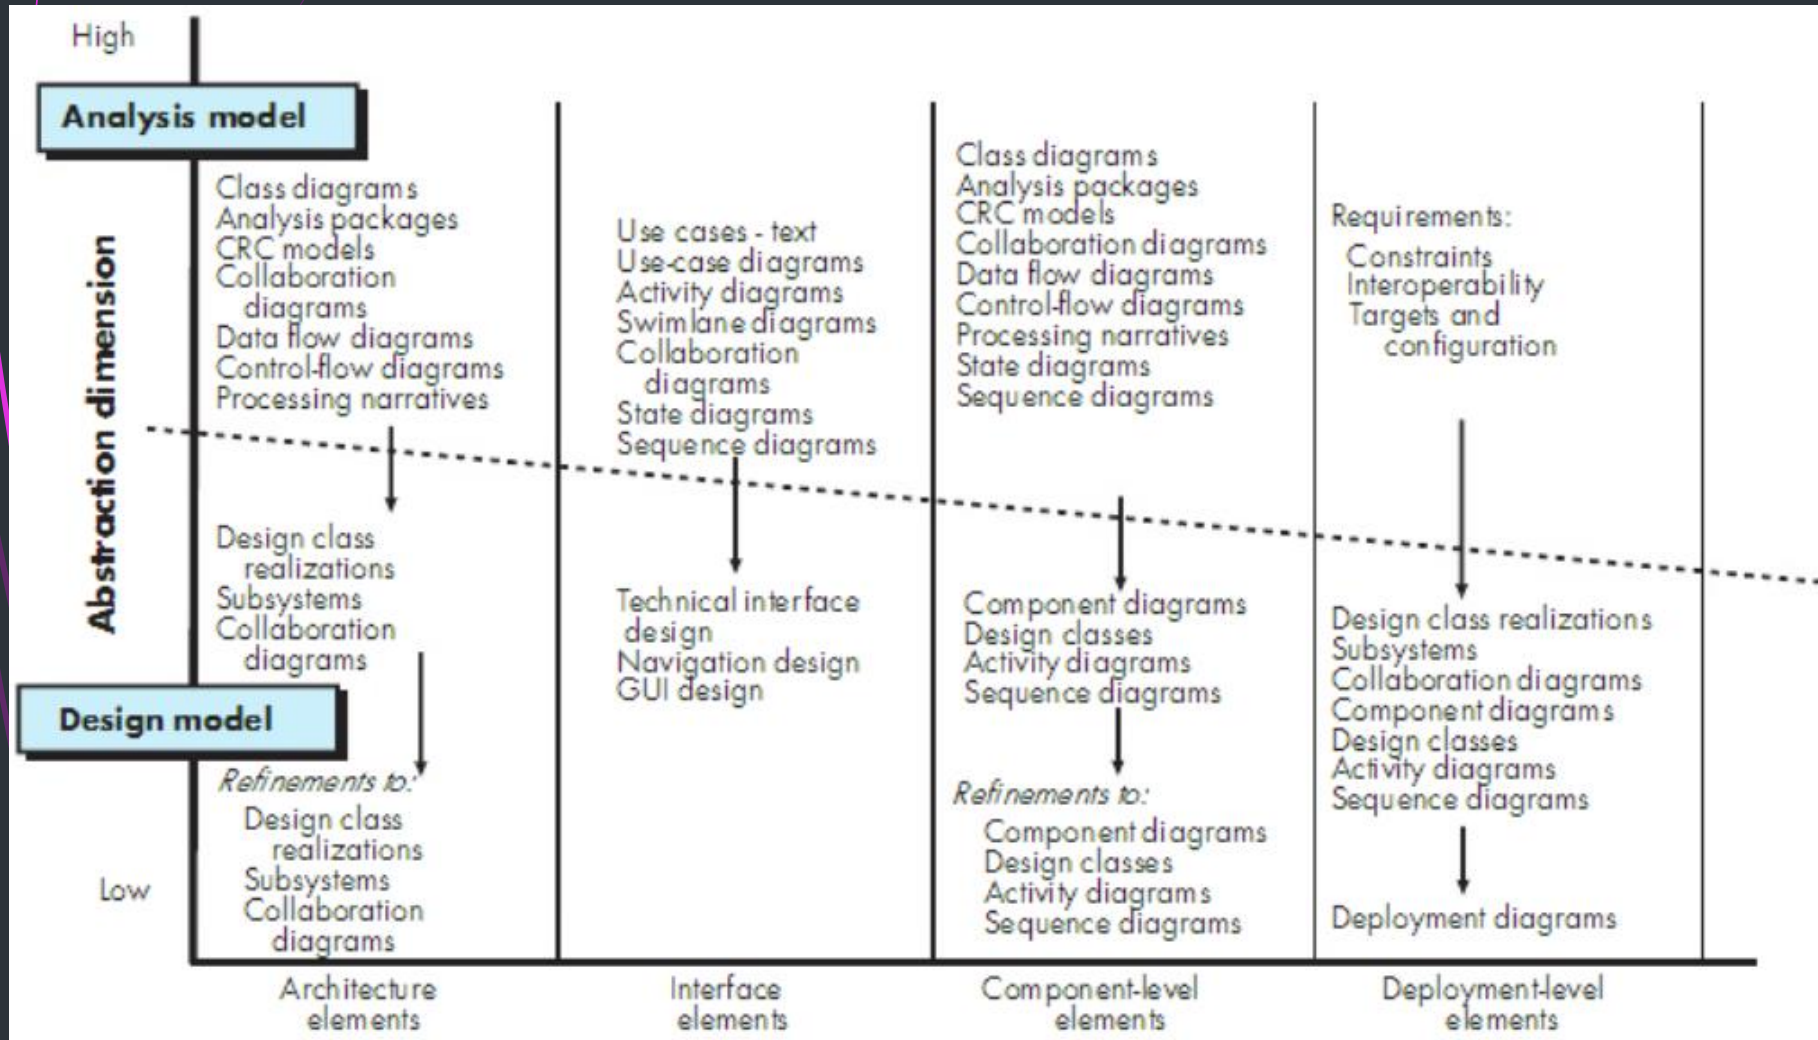 High
Analysis model
Abstraction dimension
Design model
Low
Class diagrams
Analysis packages
CRC models
Collaboration
diagrams
Data flow diagrams
Control-flow diagrams
Processing narratives
Design class
realizations
Subsystems
Collaboration
diagrams
Refinements to:
Design class
realizations
Subsystems
Collaboration
diagrams
Architecture
elements
Use cases - text
Use-case diagrams
Activity diagrams
Swimlane diagrams
Collaboration
diagrams
State diagrams
Sequence diagrams
Technical interface
design
Navigation design
GUI design
Interface
elements
Class diagrams
Analysis packages
CRC models
Collaboration diagrams
Data flow diagrams
Control-flow diagrams
Processing narratives
State diagrams
Sequence diagrams
Component diagrams
Design classes
Activity diagrams
Sequence diagrams
Refinements to:
Component diagrams
Design classes
Activity diagrams
Sequence diagrams
Component-level
elements
Requirements:
Constraints
Interoperability
Targets and
configuration
Design class realizations
Subsystems
Collaboration diagrams
Component diagrams
Design classes
Activity diagrams
Sequence diagrams
Deployment diagrams
Deployment-level
elements